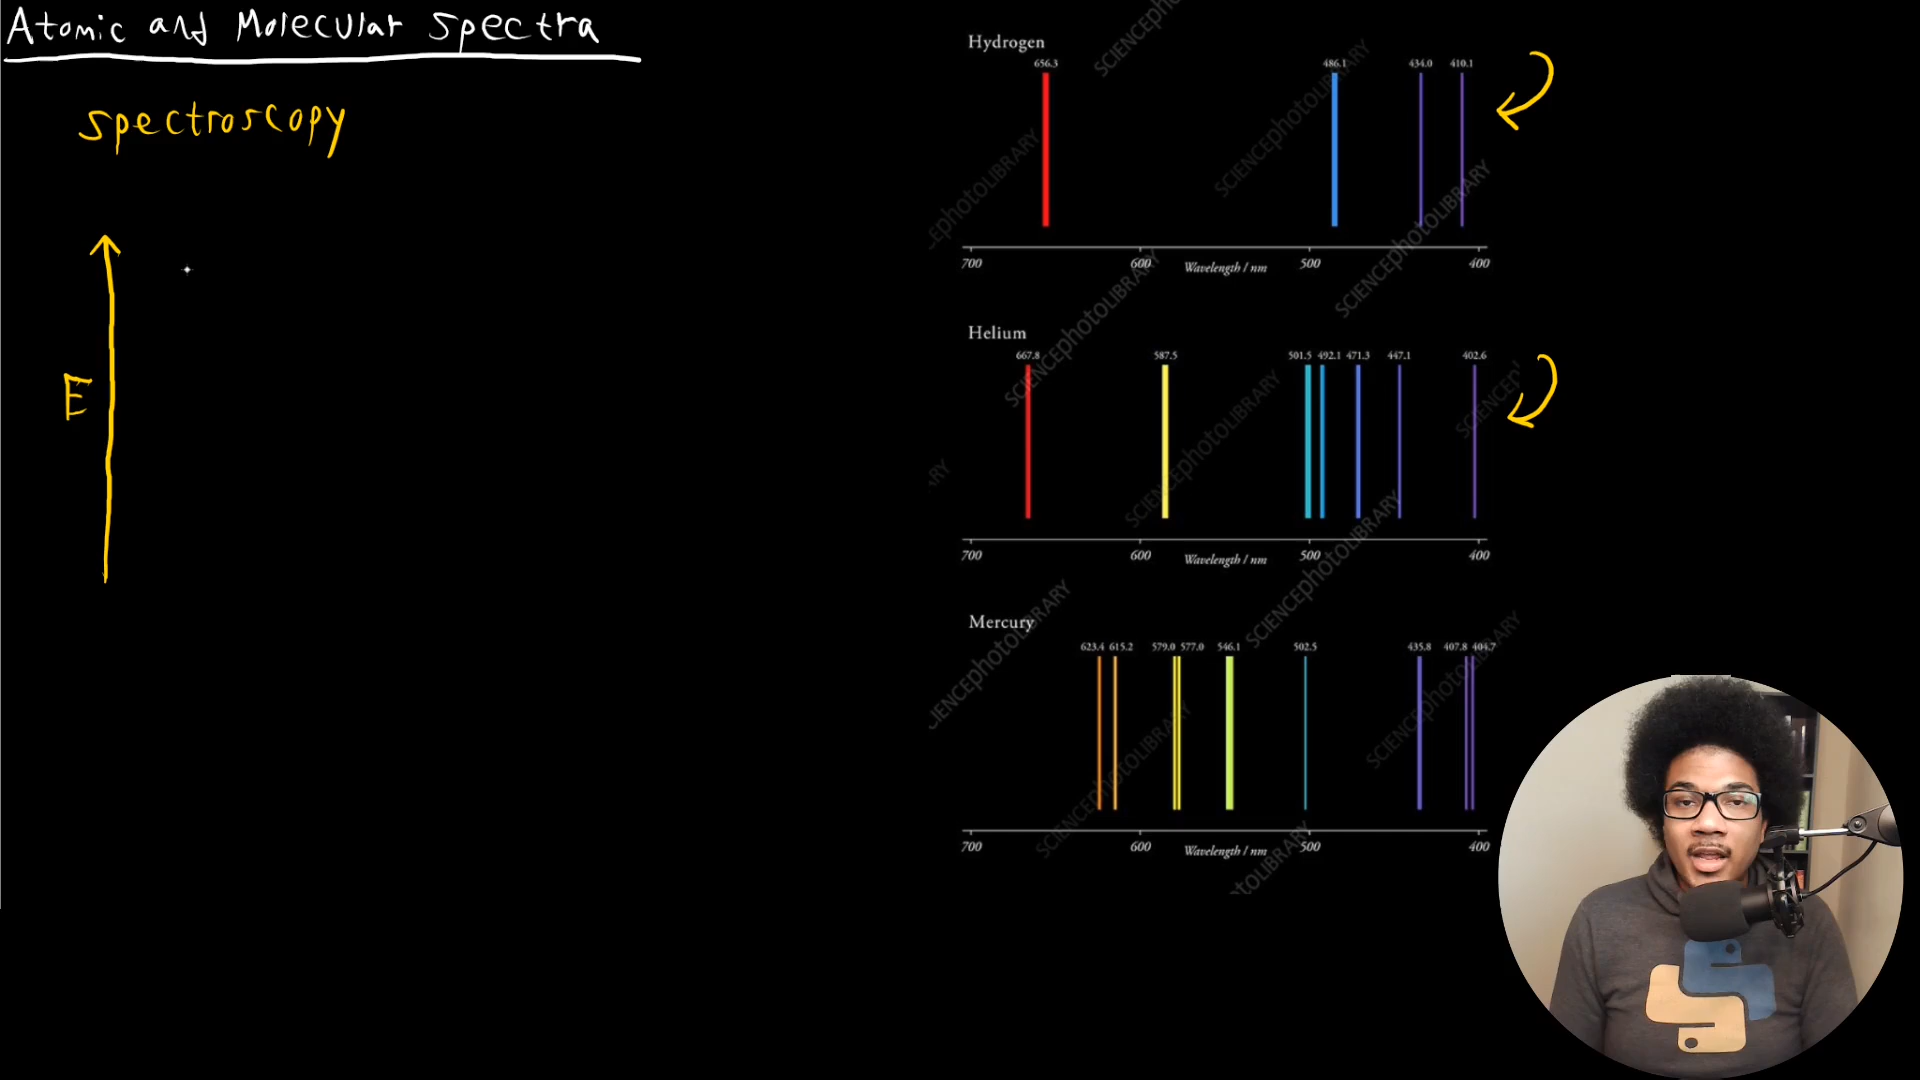 Atomic and Molecular Spectra
Spectroscopy
E
Hydrogen
656.3 486.1 434.0 410.1
700 600 Wavelength / nm 500 400
Helium
667.8 587.5 501.5 492.1 471.3 447.1 402.6
700 600 Wavelength / nm 500 400
Mercury
623.4 615.2 579.0 577.0 546.1 502.5 435.8 407.8 404.7
700 600 Wavelength / nm 500 400
SCIENCEphotoLIBRARY